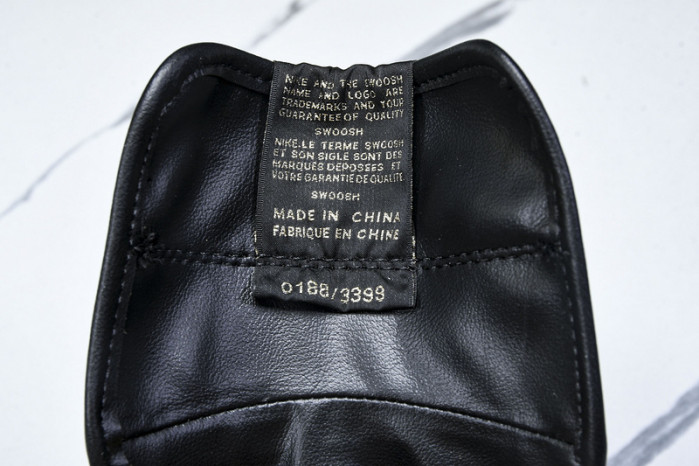 NIKE AND THE SWOOSH
NAME AND LOGO ARE
TRADEMARKS AND YOUR
GUARANTEE OF QUALITY
SWOOSH
NIKE.LE TERME SWOOSH
ET SON SIGLE SONT DES
MARQUES DEPOSEES ET
VOTRE GARANTIE DE QUALITE
SWOOSH
MADE IN CHINA
FABRIQUE EN CHINE
0188/3399